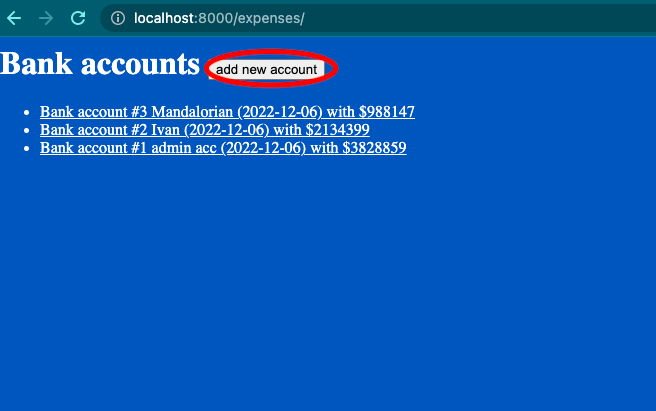 localhost:8000/expenses/
Bank accounts add new account
Bank account #3 Mandalorian (2022-12-06) with $988147
Bank account #2 Ivan (2022-12-06) with $2134399
Bank account #1 admin acc (2022-12-06) with $3828859